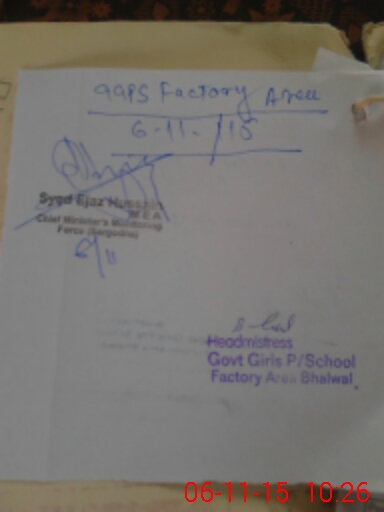 GGPS Factory Area
6-11-/15
Syed Ejaz Hussain
M E A
Chief Minister's Monitoring
Force (Sargodha)
6/11
Headmistress
Govt Girls P/School
Factory Area Bhalwal
06-11-15 10:26